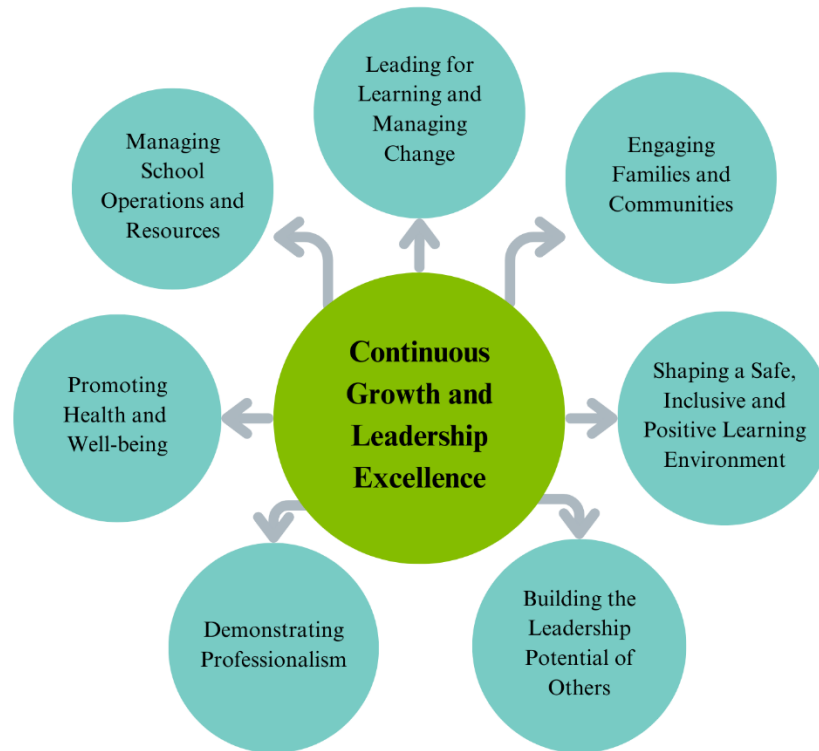 Leading for
Learning and
Managing
Change
Managing
School
Operations and
Resources
Engaging
Families and
Communities
Continuous
Growth and
Leadership
Excellence
Promoting
Health and
Well-being
Shaping a Safe,
Inclusive and
Positive Learning
Environment
Demonstrating
Professionalism
Building the
Leadership
Potential of
Others